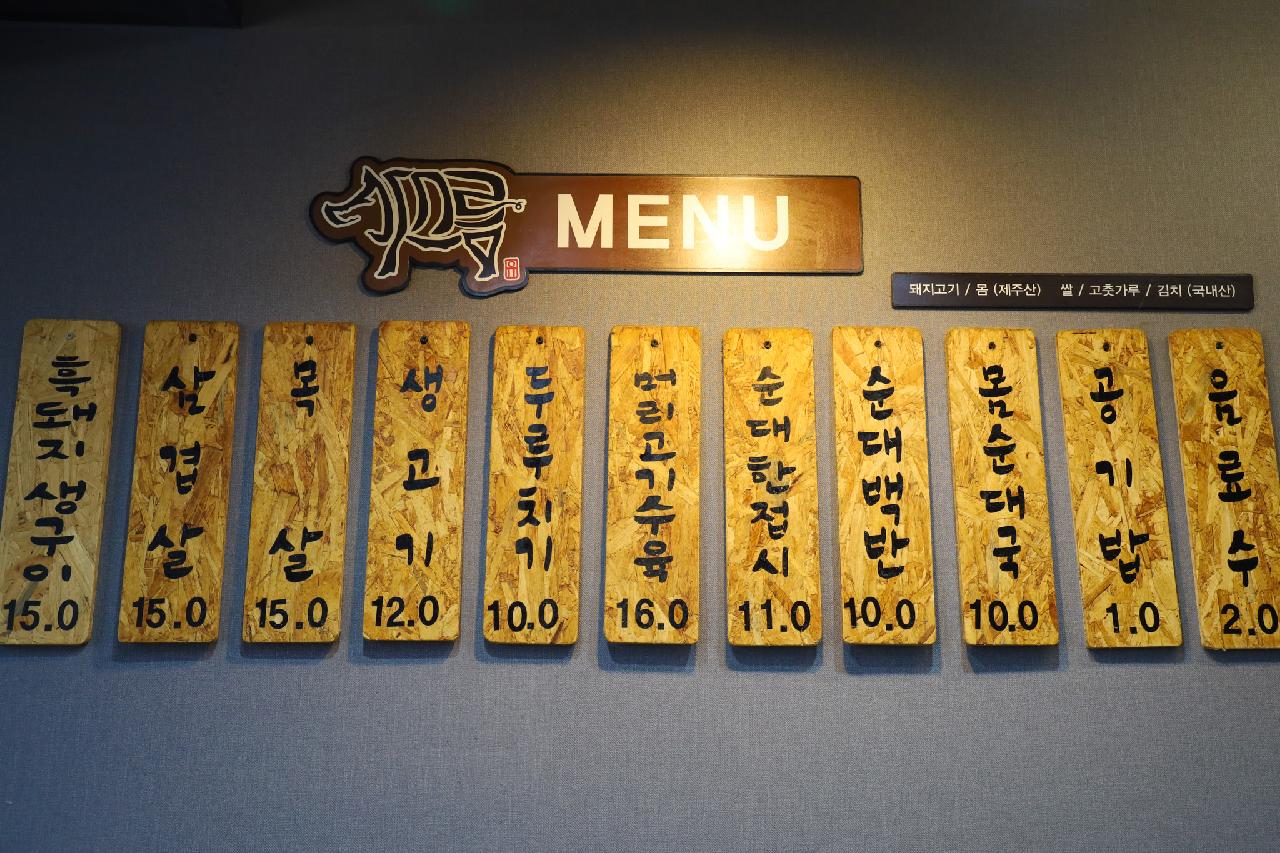 MENU
돼지고기 / 몸 (제주산) 쌀 / 고춧가루 / 김치 (국내산)
흑돼지생구이
15.0
삼겹살
15.0
목살
15.0
생고기
12.0
두루치기
10.0
머리고기수육
16.0
순대한접시
11.0
순대백반
10.0
몸순대국
10.0
공기밥
1.0
음료수
2.0